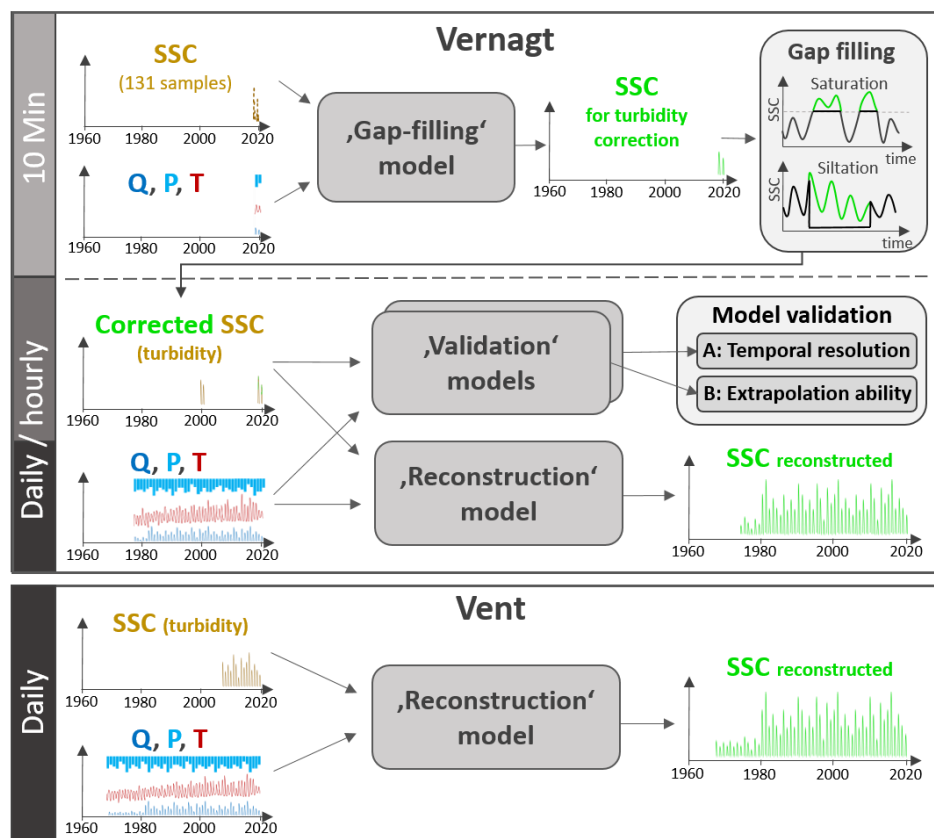 Vernagt
10 Min
SSC
(131 samples)
1960 1980 2000 2020
Q, P, T
1960 1980 2000 2020
‚Gap-filling‘
model
SSC
for turbidity
correction
1960 1980 2000 2020
Gap filling
Saturation
SSC
time
Siltation
SSC
time
Daily / hourly
Corrected SSC
(turbidity)
1960 1980 2000 2020
Q, P, T
1960 1980 2000 2020
‚Validation‘
models
Model validation
A: Temporal resolution
B: Extrapolation ability
‚Reconstruction‘
model
SSC reconstructed
1960 1980 2000 2020
Vent
Daily
SSC (turbidity)
1960 1980 2000 2020
Q, P, T
1960 1980 2000 2020
‚Reconstruction‘
model
SSC reconstructed
1960 1980 2000 2020